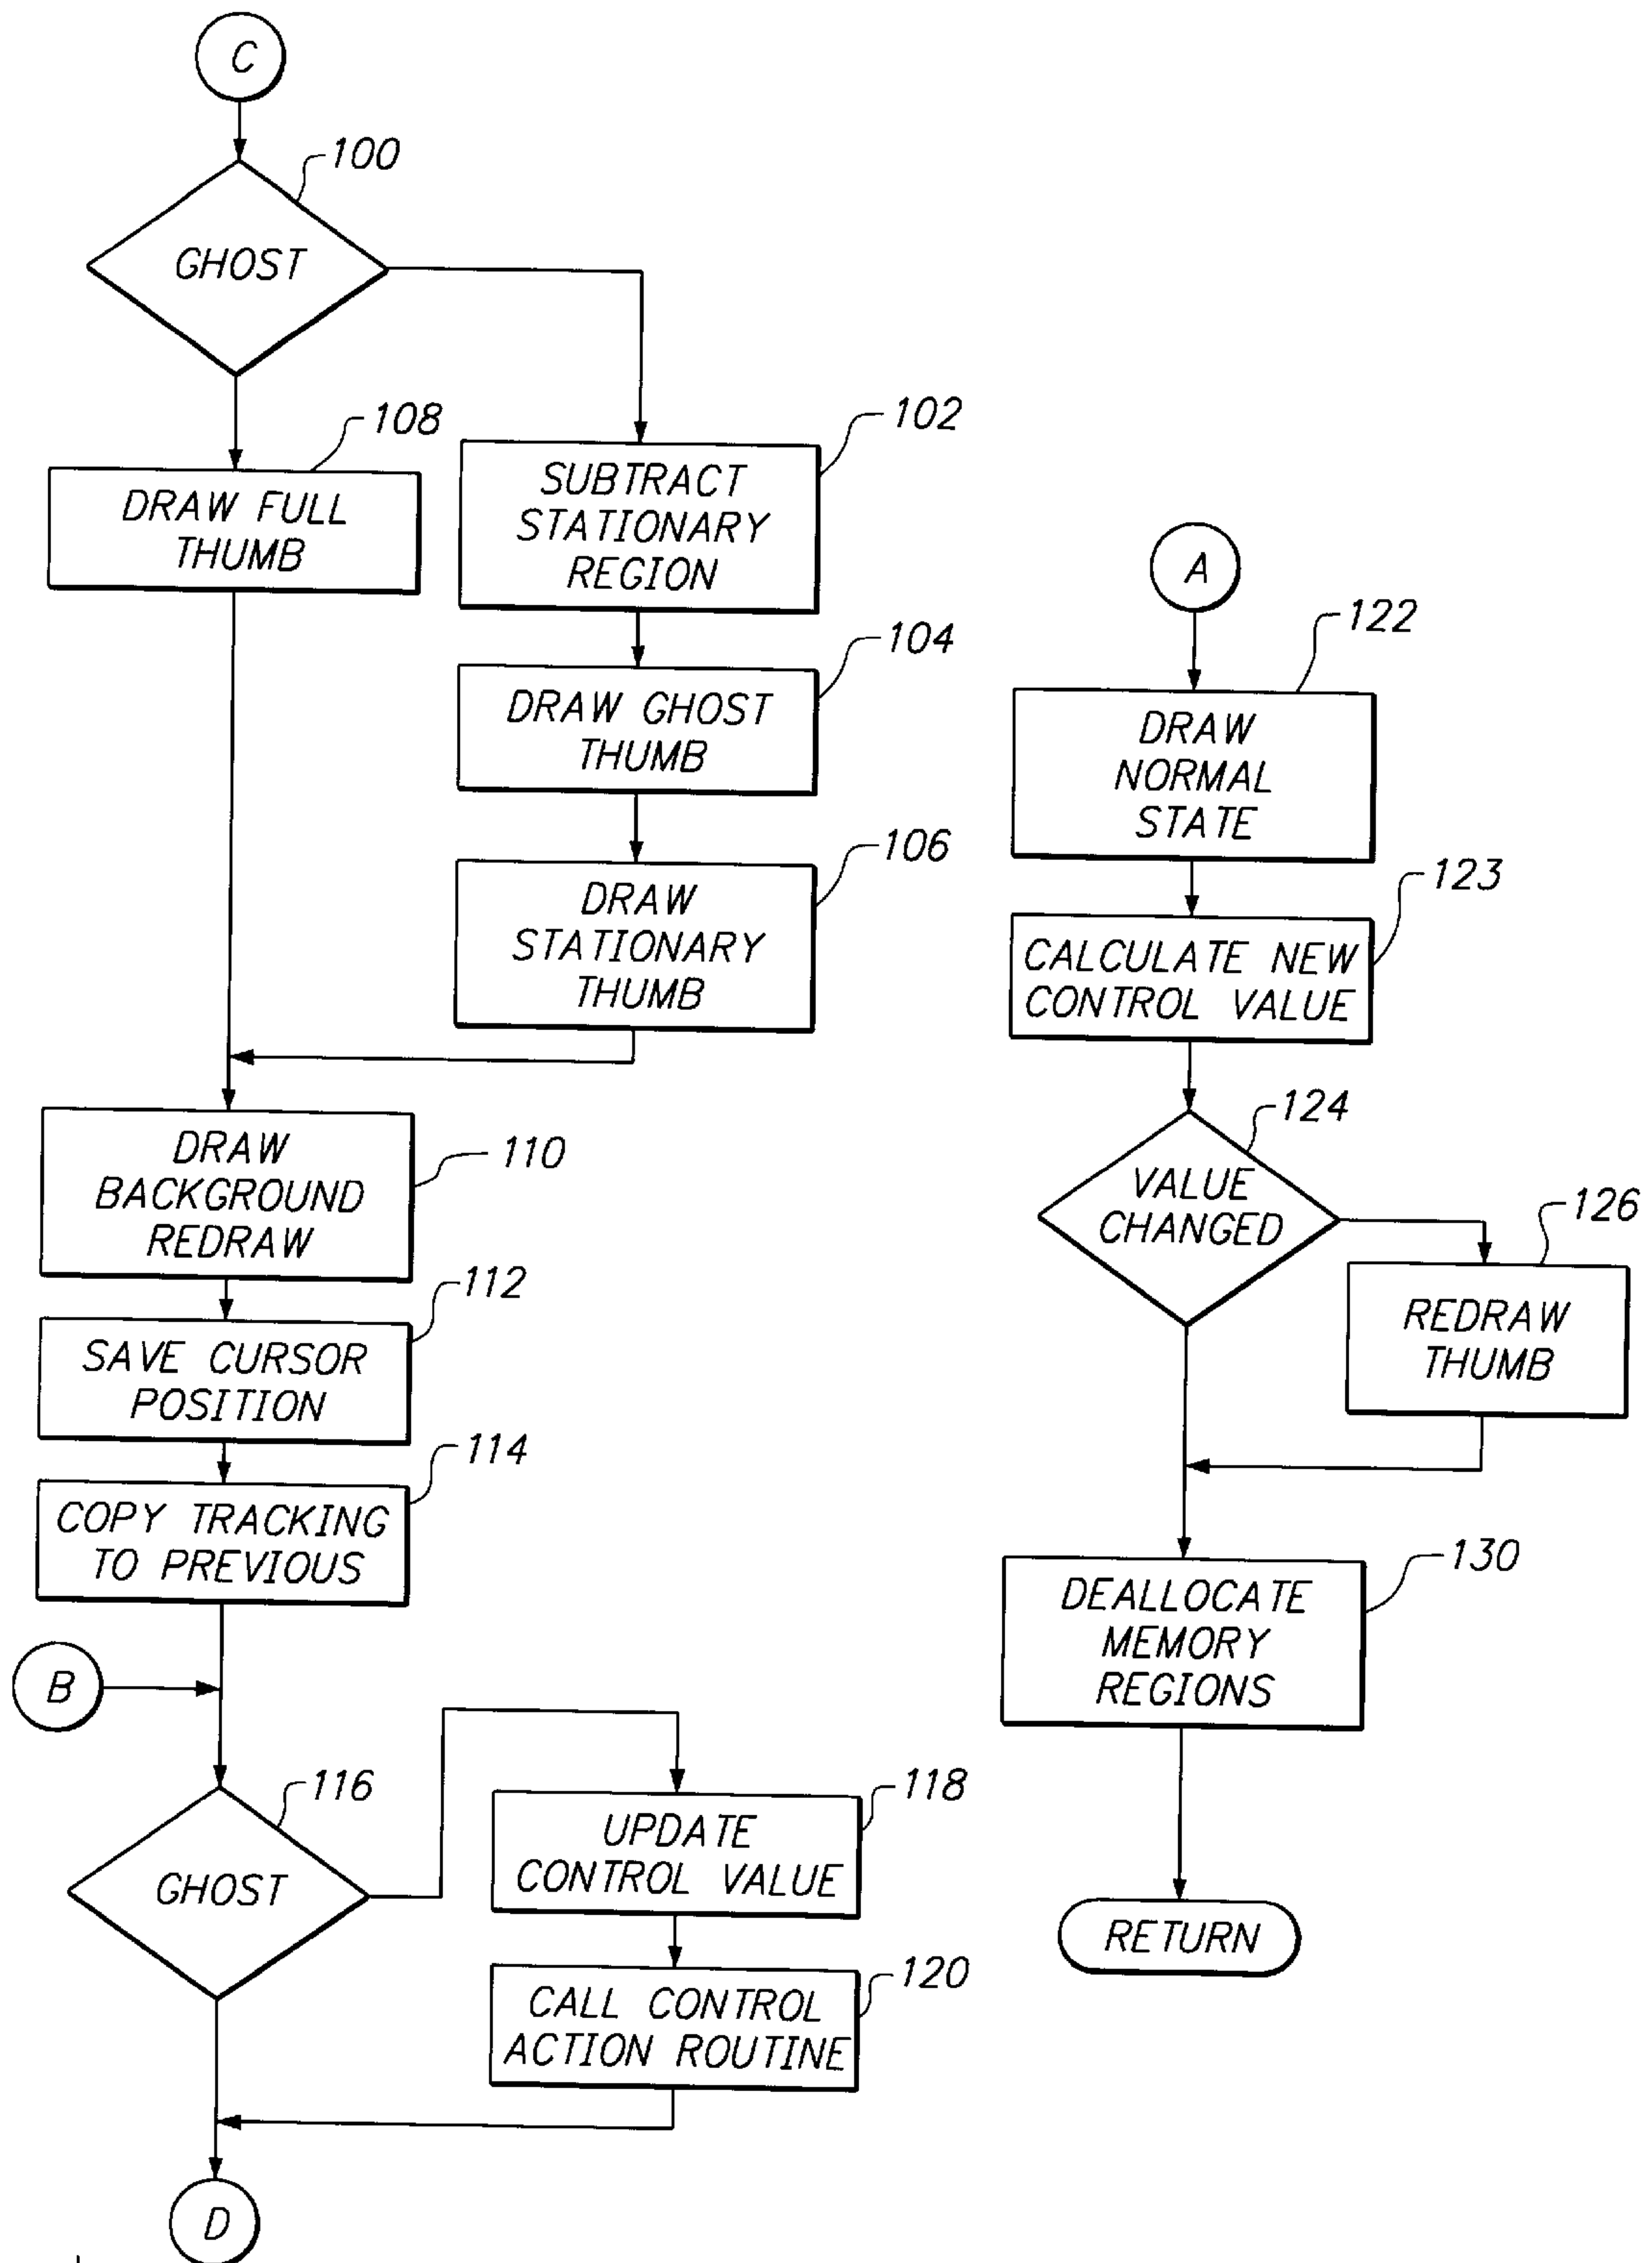 C
100
GHOST
108
DRAW FULL
THUMB
102
SUBTRACT
STATIONARY
REGION
104
DRAW GHOST
THUMB
106
DRAW
STATIONARY
THUMB
110
DRAW
BACKGROUND
REDRAW
112
SAVE CURSOR
POSITION
114
COPY TRACKING
TO PREVIOUS
B
116
GHOST
118
UPDATE
CONTROL VALUE
120
CALL CONTROL
ACTION ROUTINE
D
A
122
DRAW
NORMAL
STATE
123
CALCULATE NEW
CONTROL VALUE
124
VALUE
CHANGED
126
REDRAW
THUMB
130
DEALLOCATE
MEMORY
REGIONS
RETURN